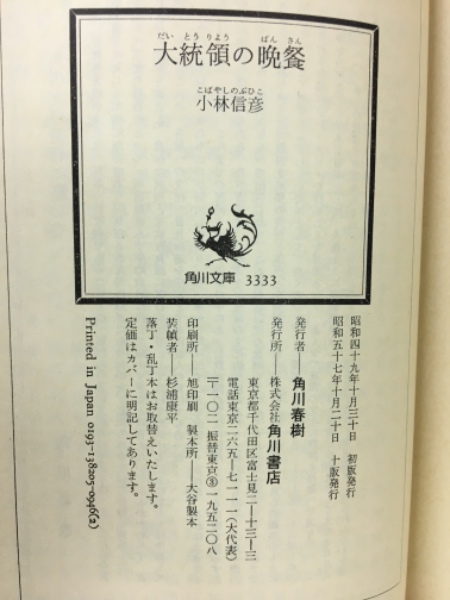 だいとうりよう ばんさん
大統領の晩餐
こばやしのぶひこ
小林信彦
角川文庫 3333
昭和四十九年十月三十日 初版発行
昭和五十七年十月二十日 十版発行
発行者――角川春樹
発行所――株式会社角川書店
東京都千代田区富士見二―十三―三
電話東京二六五―七一一一(大代表)
〒一〇二 振替東京③一九五二〇八
印刷所――旭印刷 製本所――大谷製本
装幀者――杉浦康平
落丁・乱丁本はお取替えいたします。
定価はカバーに明記してあります。
Printed in Japan 0193-138205-0946(2)